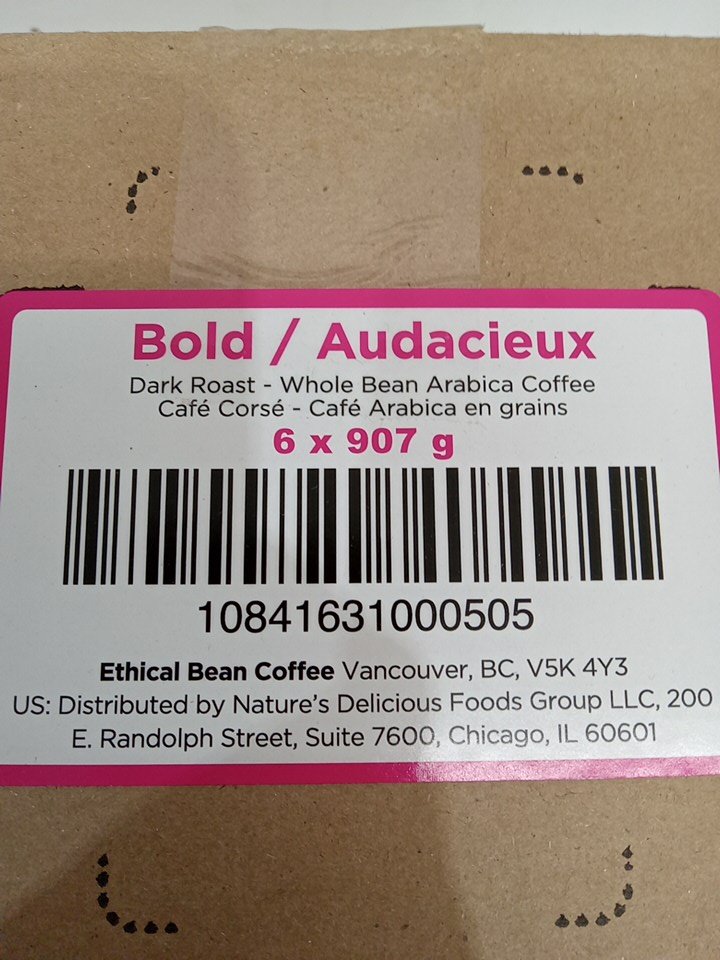 Bold / Audacieux
Dark Roast - Whole Bean Arabica Coffee
Café Corsé - Café Arabica en grains
6 x 907 g
10841631000505
Ethical Bean Coffee Vancouver, BC, V5K 4Y3
US: Distributed by Nature's Delicious Foods Group LLC, 200
E. Randolph Street, Suite 7600, Chicago, IL 60601